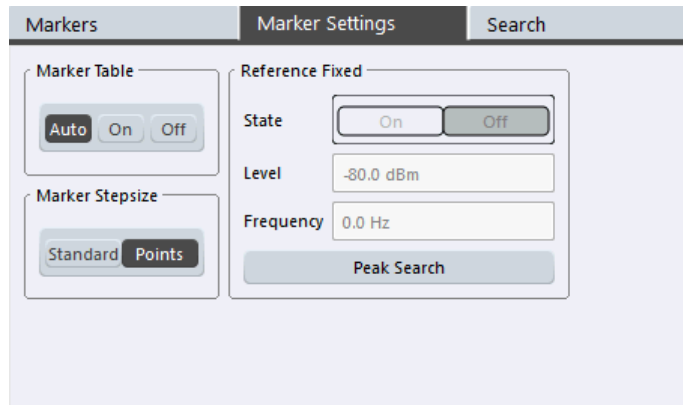 Markers
Marker Settings
Search
Marker Table
Auto On Off
Marker Stepsize
Standard Points
Reference Fixed
State On Off
Level -80.0 dBm
Frequency 0.0 Hz
Peak Search